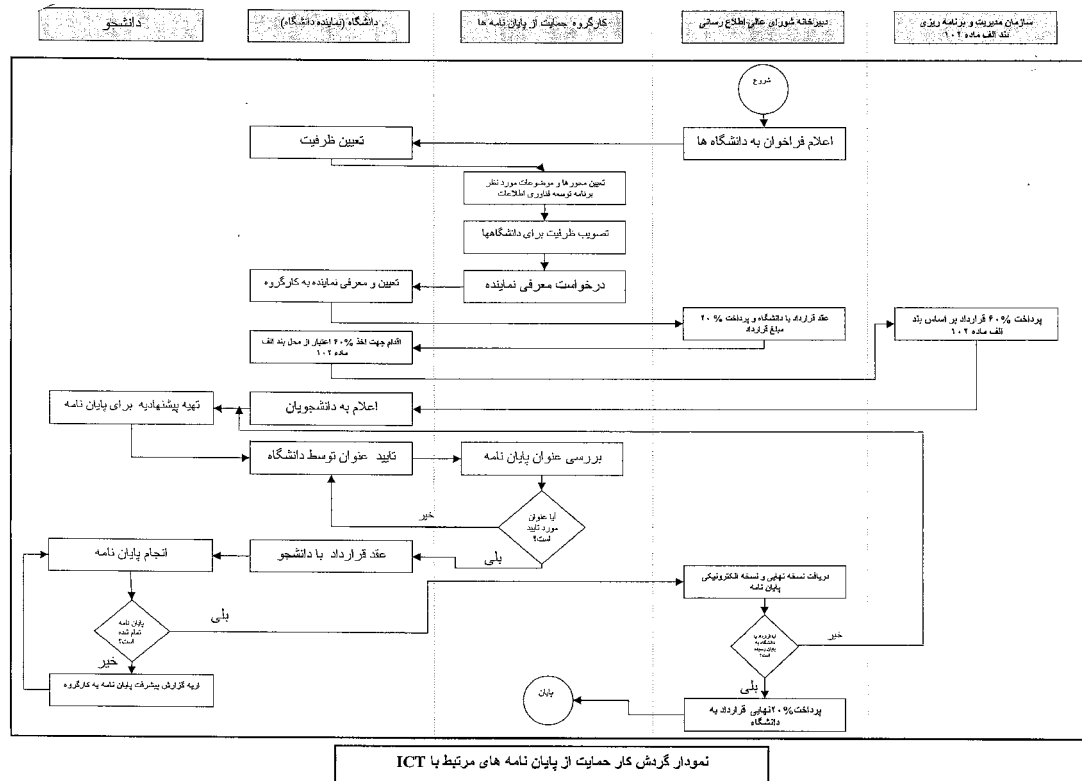 سازمان مدیریت و برنامه ریزی
بند الف ماده ۱۰۲
دبیرخانه شورای عالی اطلاع رسانی
کارگروه حمایت از پایان نامه ها
دانشگاه (نماینده دانشگاه)
دانشجو
شروع
اعلام فراخوان به دانشگاه ها
تعیین ظرفیت
تعیین محورها و موضوعات مورد نظر
برنامه توسعه فناوری اطلاعات
تصویب ظرفیت برای دانشگاهها
درخواست معرفی نماینده
تعیین و معرفی نماینده به کارگروه
عقد قرارداد با دانشگاه و پرداخت % ۲۰
مبلغ قرارداد
پرداخت %۶۰ قرارداد بر اساس بند
الف ماده ۱۰۲
اقدام جهت اخذ %۶۰ اعتبار از محل بند الف
ماده ۱۰۲
اعلام به دانشجویان
تهیه پیشنهادیه برای پایان نامه
تایید عنوان توسط دانشگاه
بررسی عنوان پایان نامه
آیا عنوان
مورد تایید
است؟
خیر
بلی
عقد قرارداد با دانشجو
انجام پایان نامه
پایان نامه
تمام شده
است؟
بلی
خیر
ارایه گزارش پیشرفت پایان نامه به کارگروه
دریافت نسخه نهایی و نسخه الکترونیکی
پایان نامه
دانشگاه به
پایان رسیده
است؟
خیر
بلی
پرداخت%۲۰نهایی قرارداد به
دانشگاه
پایان
نمودار گردش کار حمایت از پایان نامه های مرتبط با ICT